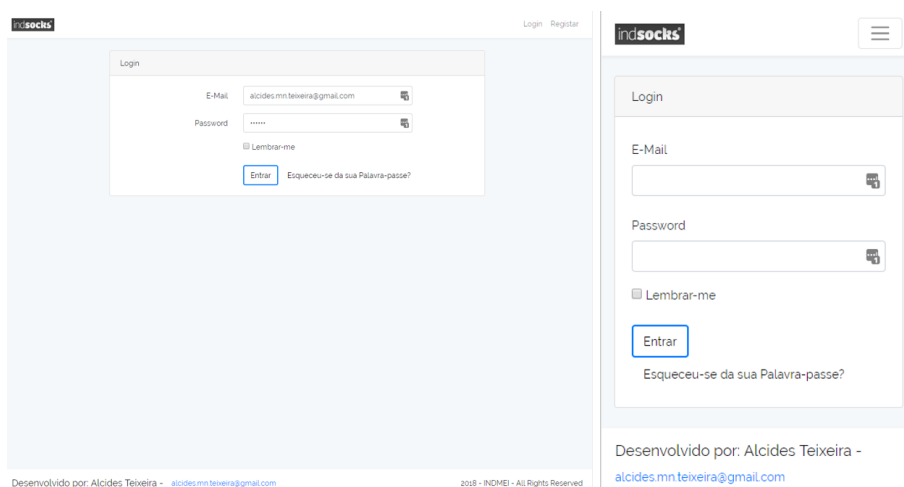 indsocks
Login Registar
Login
E-Mail alcides.mn.teixeira@gmail.com
Password ••••••
Lembrar-me
Entrar Esqueceu-se da sua Palavra-passe?
Desenvolvido por: Alcides Teixeira - alcides.mn.teixeira@gmail.com 2018 - INDMEI - All Rights Reserved
indsocks
Login
E-Mail
Password
Lembrar-me
Entrar
Esqueceu-se da sua Palavra-passe?
Desenvolvido por: Alcides Teixeira -
alcides.mn.teixeira@gmail.com